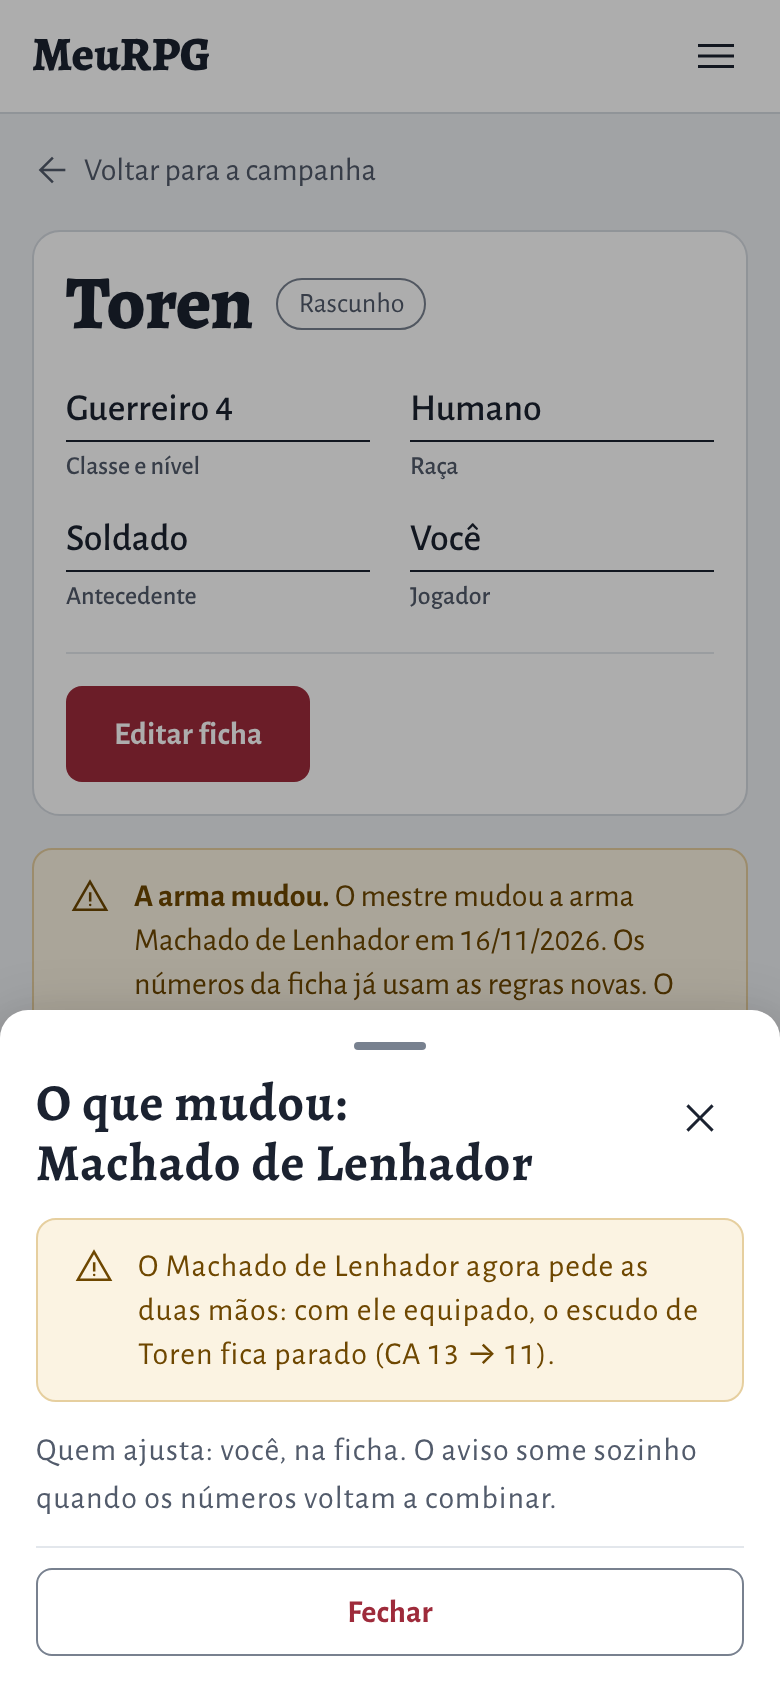 MeuRPG
Voltar para a campanha
Toren
Rascunho
Guerreiro 4
Classe e nível
Humano
Raça
Soldado
Antecedente
Você
Jogador
Editar ficha
A arma mudou. O mestre mudou a arma
Machado de Lenhador em 16/11/2026. Os
números da ficha já usam as regras novas. O
O que mudou:
Machado de Lenhador
O Machado de Lenhador agora pede as
duas mãos: com ele equipado, o escudo de
Toren fica parado (CA 13 → 11).
Quem ajusta: você, na ficha. O aviso some sozinho
quando os números voltam a combinar.
Fechar